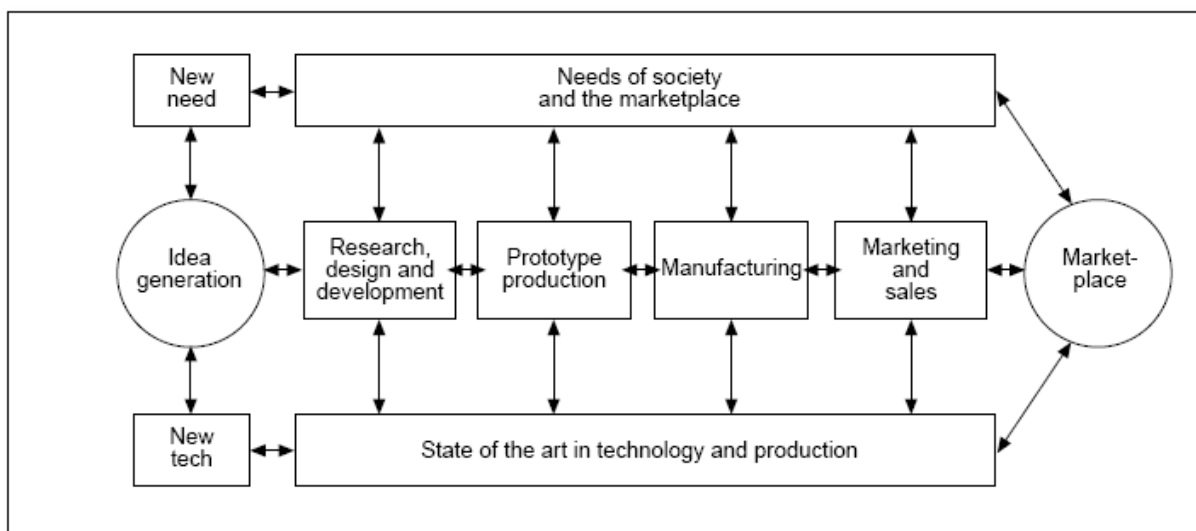 New
need
Needs of society
and the marketplace
Idea
generation
Research,
design and
development
Prototype
production
Manufacturing
Marketing
and
sales
Market-
place
New
tech
State of the art in technology and production